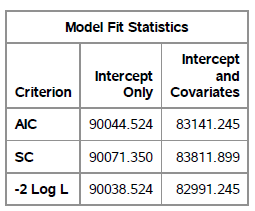 Model Fit Statistics
Criterion Intercept Only Intercept and Covariates
AIC 90044.524 83141.245
SC 90071.350 83811.899
-2 Log L 90038.524 82991.245